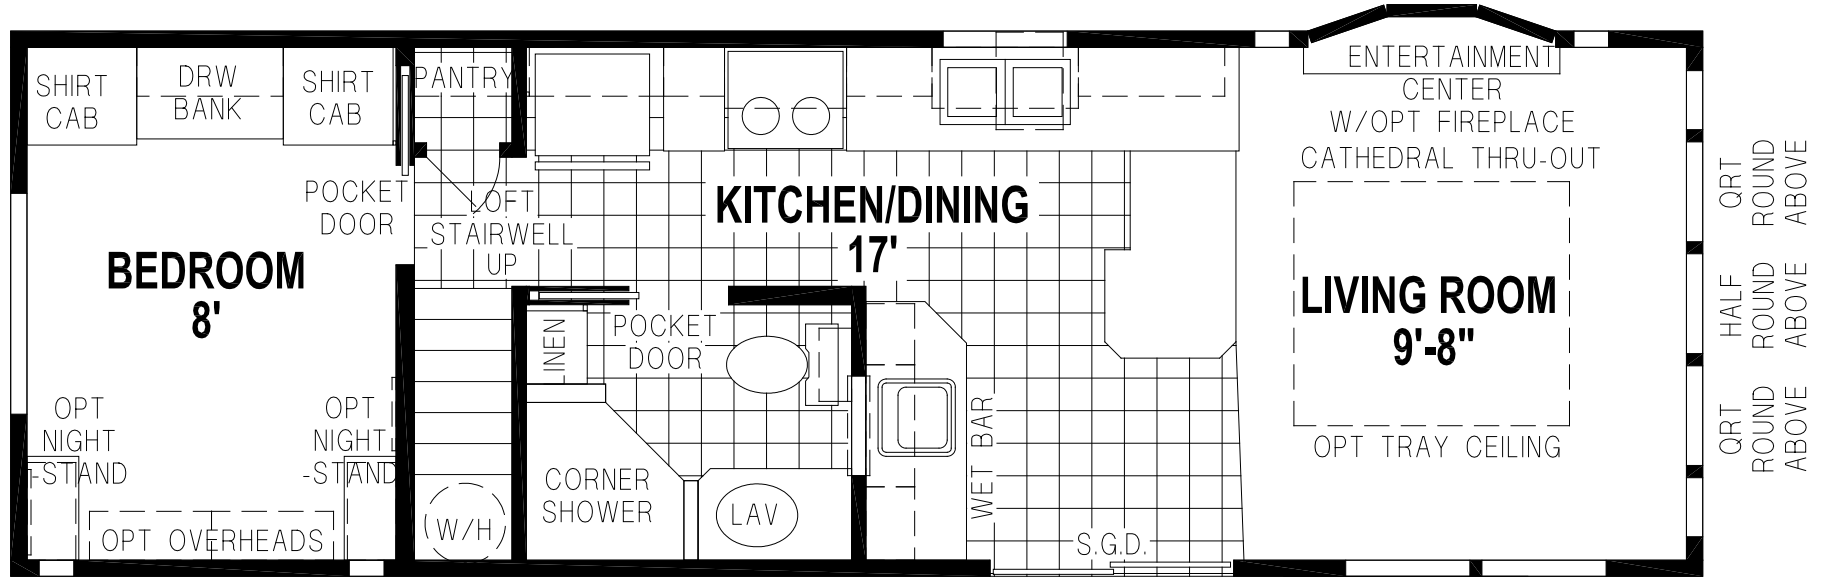 SHIRT
CAB
DRW
BANK
SHIRT
CAB
PANTRY
POCKET
DOOR
LOFT
STAIRWELL
UP
BEDROOM
8'
KITCHEN/DINING
17'
ENTERTAINMENT
CENTER
W/OPT FIREPLACE
CATHEDRAL THRU-OUT
LIVING ROOM
9'-8"
OPT TRAY CEILING
QRT
ROUND
ABOVE
HALF
ROUND
ABOVE
QRT
ROUND
ABOVE
INEN
POCKET
DOOR
OPT
NIGHT
-STAND
OPT
NIGHT
-STAND
OPT OVERHEADS
W/H
CORNER
SHOWER
LAV
WET BAR
S.G.D.